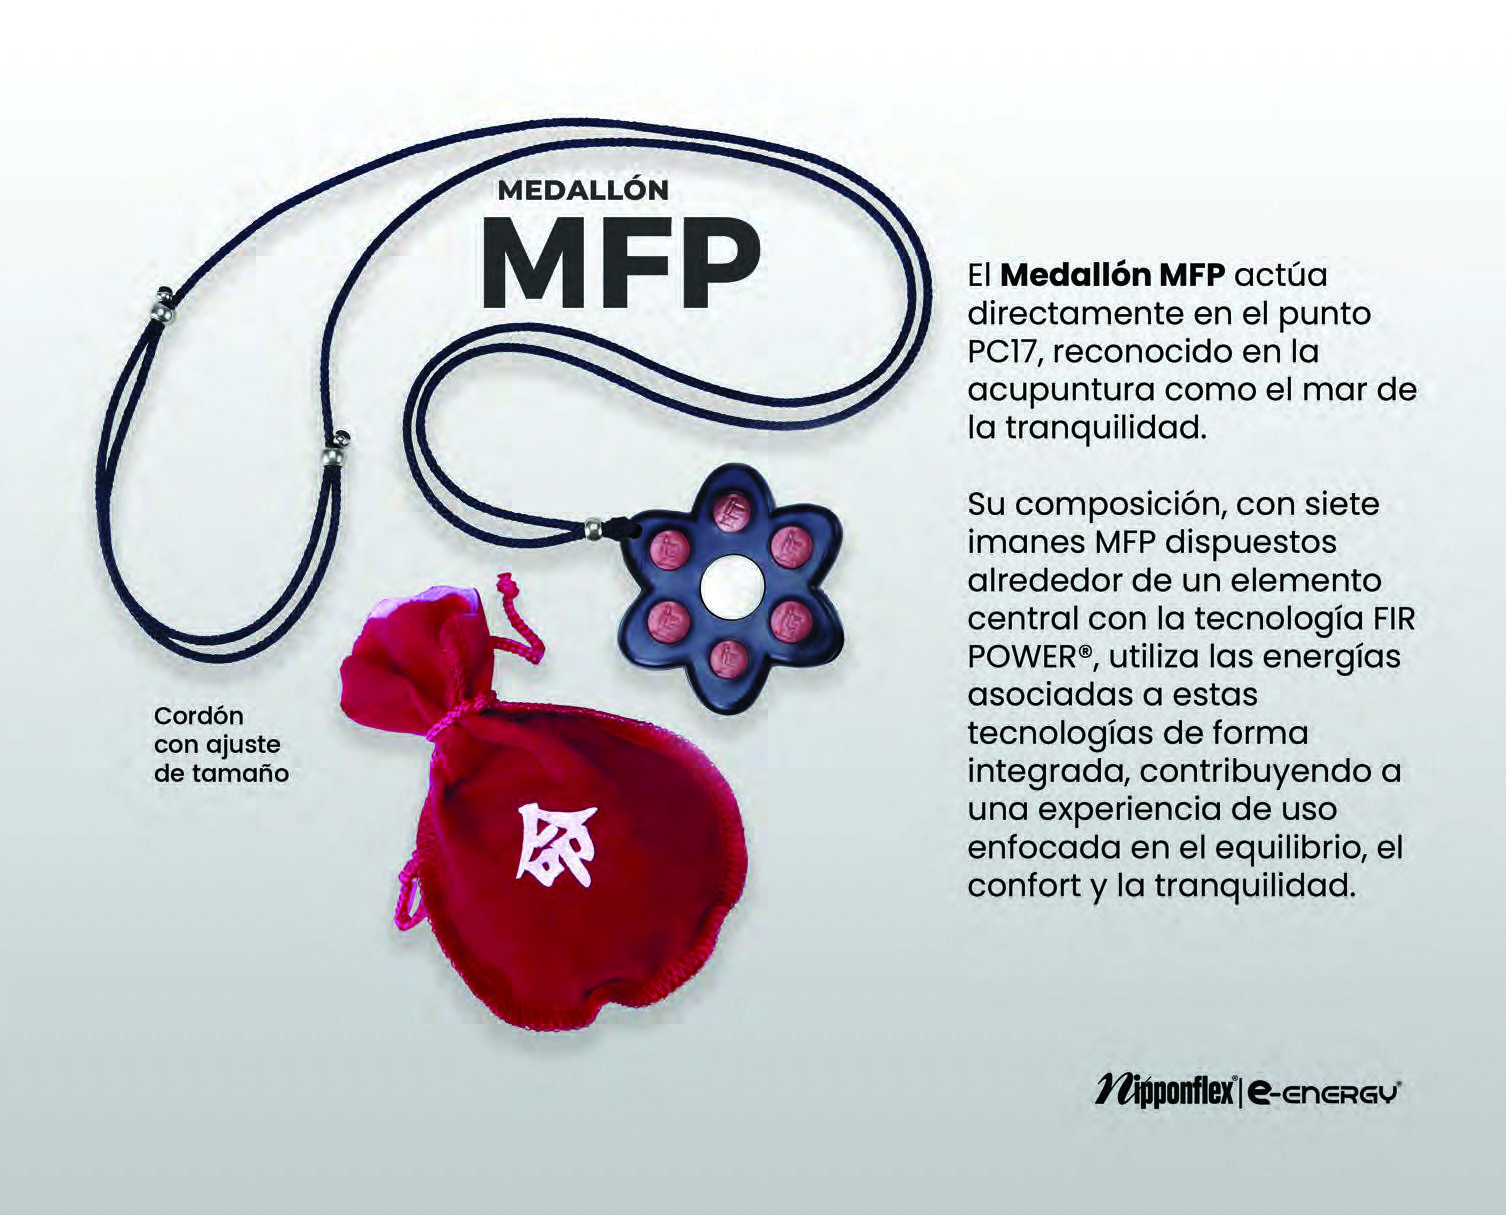 MEDALLÓN
MFP
El Medallón MFP actúa
directamente en el punto
PC17, reconocido en la
acupuntura como el mar de
la tranquilidad.
Su composición, con siete
imanes MFP dispuestos
alrededor de un elemento
central con la tecnología FIR
POWER®, utiliza las energías
asociadas a estas
tecnologías de forma
integrada, contribuyendo a
una experiencia de uso
enfocada en el equilibrio, el
confort y la tranquilidad.
Cordón
con ajuste
de tamaño
nipponflex® | e-ENERGY®